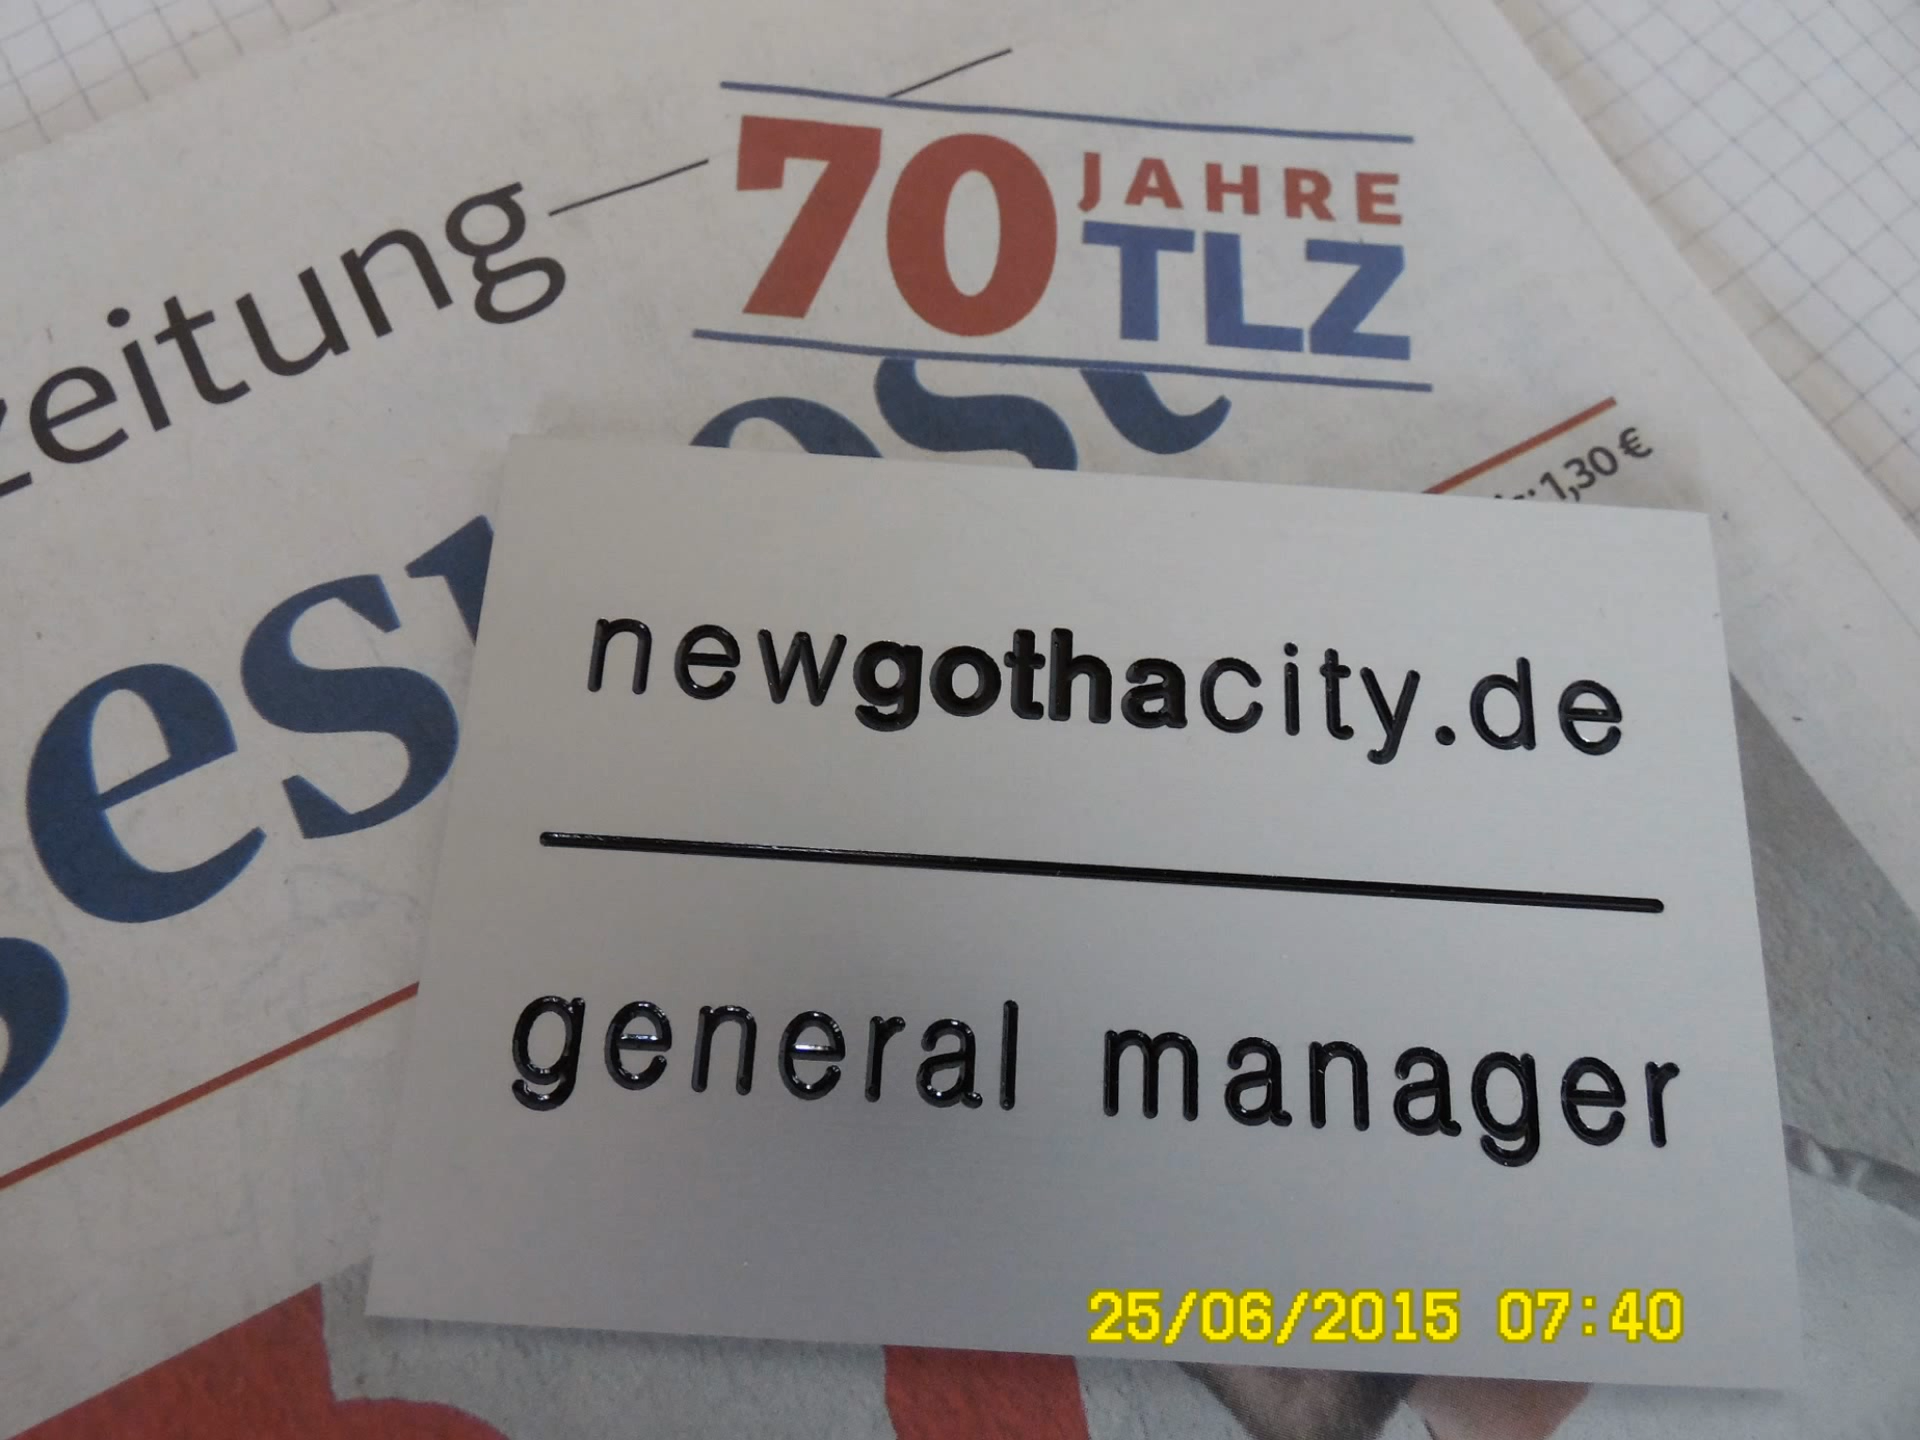 zeitung
70 JAHRE
TLZ
1,30 €
newgothacity.de
general manager
25/06/2015 07:40